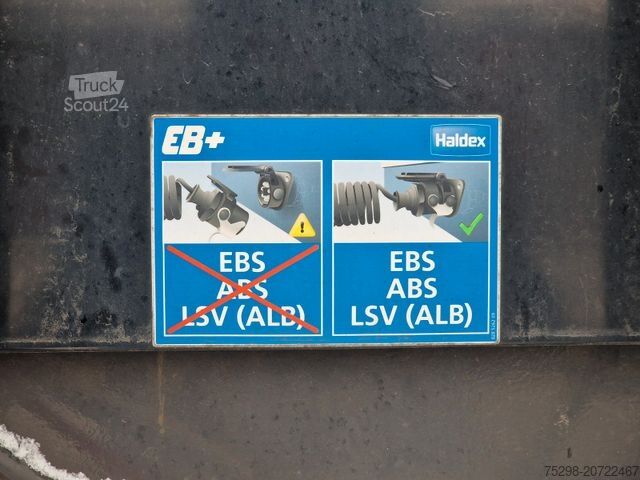 Truck
Scout24
EB+
Haldex
EBS
ABS
LSV (ALB)
EBS
ABS
LSV (ALB)
75298-20722467